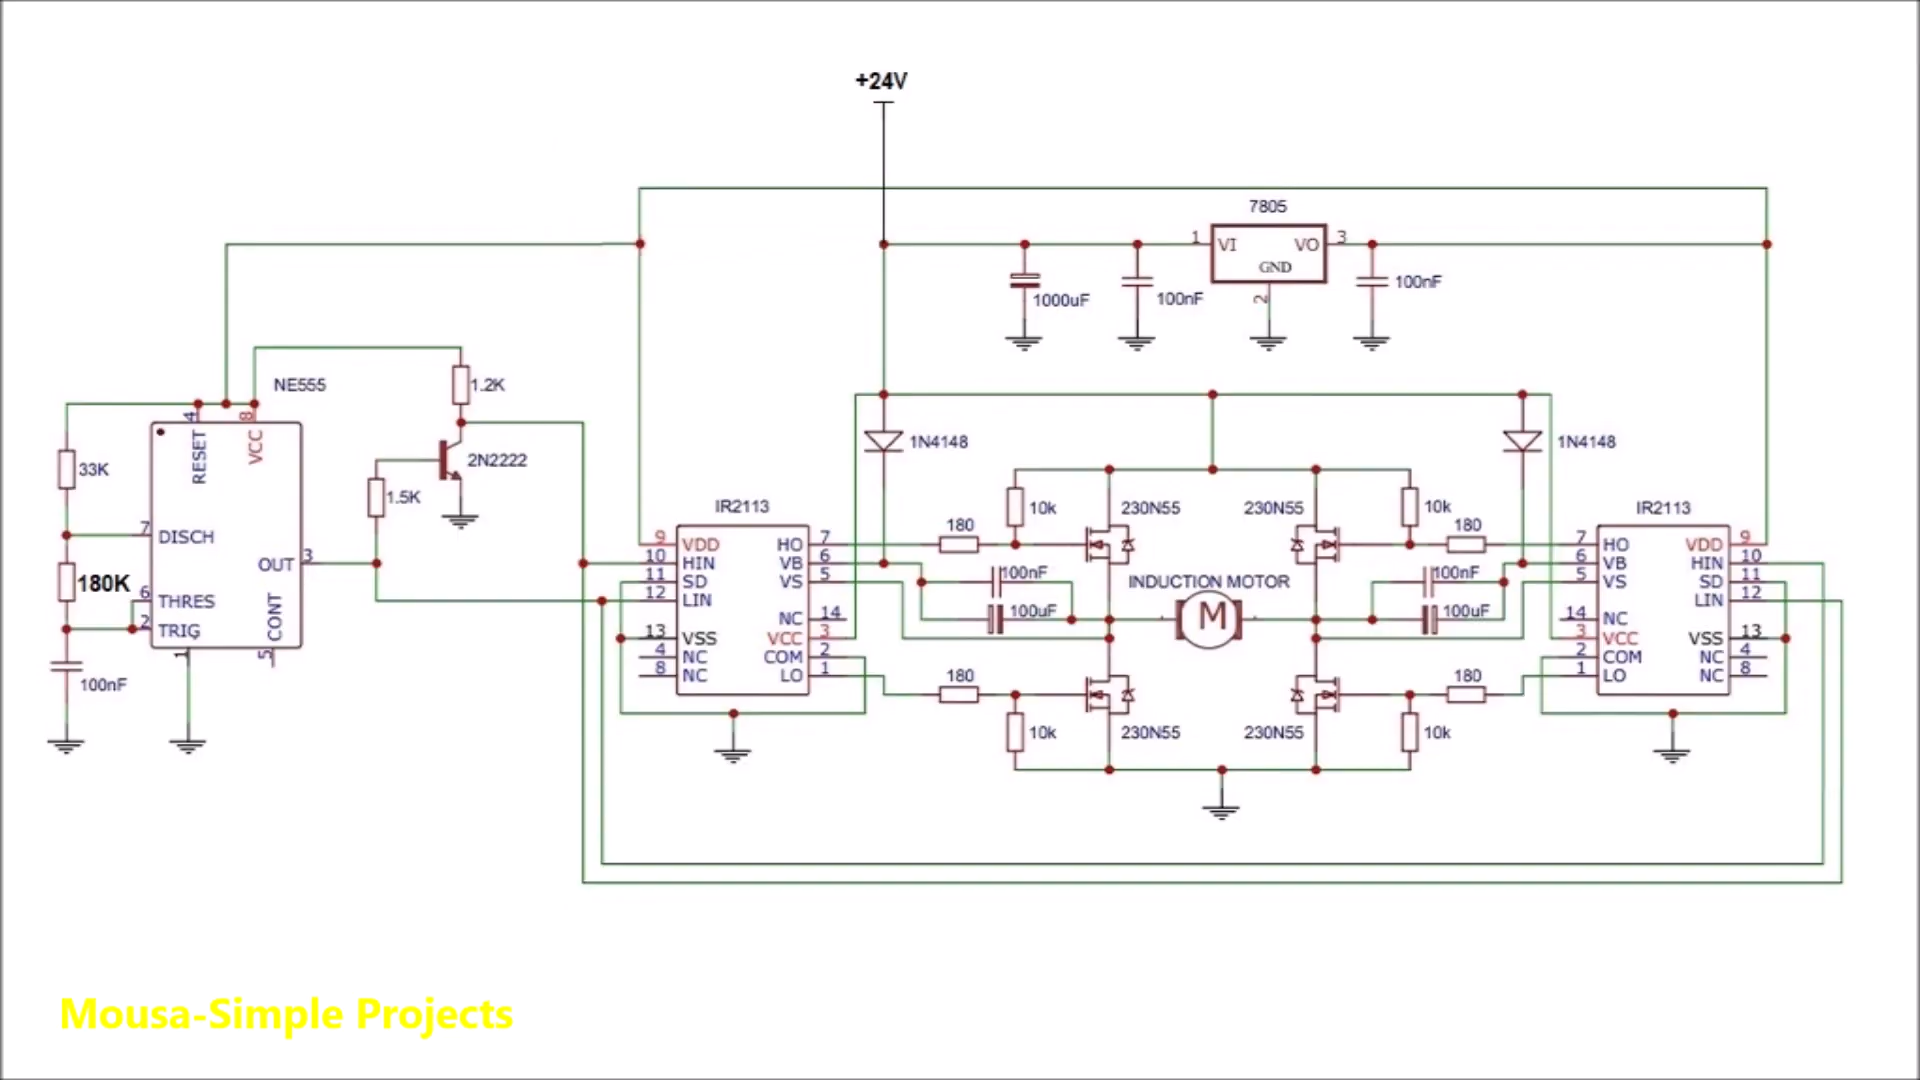 +24V
7805
1 VI VO 3
GND
2
1000uF
100nF
100nF
NE555
1.2K
4
8
RESET
VCC
33K
2N2222
1.5K
7 DISCH
OUT 3
180K
6 THRES
2 TRIG
CONT
1
5
100nF
1N4148
1N4148
IR2113
9 VDD HO 7
10 HIN VB 6
11 SD VS 5
12 LIN
NC 14
13 VSS VCC 3
4 NC COM 2
8 NC LO 1
180
10k
230N55
230N55
10k
180
100nF
100uF
INDUCTION MOTOR
M
100nF
100uF
180
10k
230N55
230N55
10k
180
IR2113
7 HO VDD 9
6 VB HIN 10
5 VS SD 11
LIN 12
14 NC
3 VCC VSS 13
2 COM NC 4
1 LO NC 8
Mousa-Simple Projects